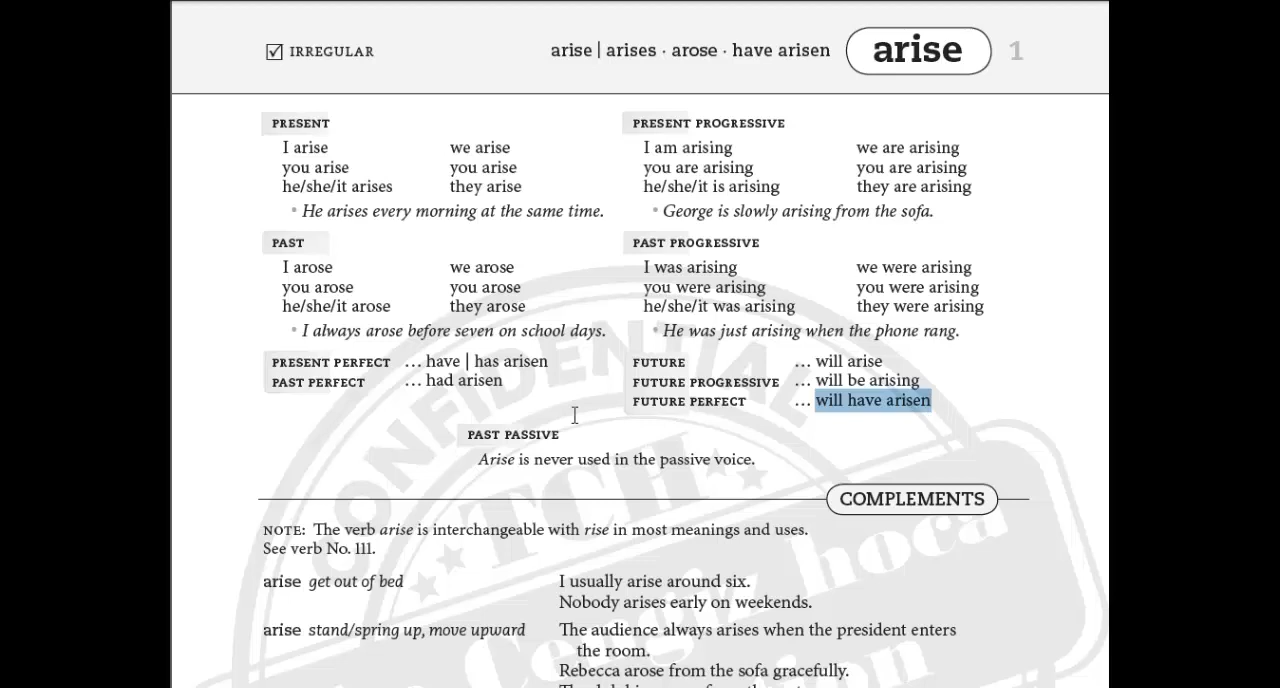 ☑ IRREGULAR
arise | arises · arose · have arisen
arise
1
PRESENT
I arise we arise
you arise you arise
he/she/it arises they arise
• He arises every morning at the same time.
PRESENT PROGRESSIVE
I am arising we are arising
you are arising you are arising
he/she/it is arising they are arising
• George is slowly arising from the sofa.
PAST
I arose we arose
you arose you arose
he/she/it arose they arose
• I always arose before seven on school days.
PAST PROGRESSIVE
I was arising we were arising
you were arising you were arising
he/she/it was arising they were arising
• He was just arising when the phone rang.
PRESENT PERFECT … have | has arisen
PAST PERFECT … had arisen
FUTURE … will arise
FUTURE PROGRESSIVE … will be arising
FUTURE PERFECT … will have arisen
PAST PASSIVE
Arise is never used in the passive voice.
COMPLEMENTS
NOTE: The verb arise is interchangeable with rise in most meanings and uses.
See verb No. 111.
arise get out of bed I usually arise around six.
Nobody arises early on weekends.
arise stand/spring up, move upward The audience always arises when the president enters
the room.
Rebecca arose from the sofa gracefully.
CONFIDENTIAL
hoca
Cengiz